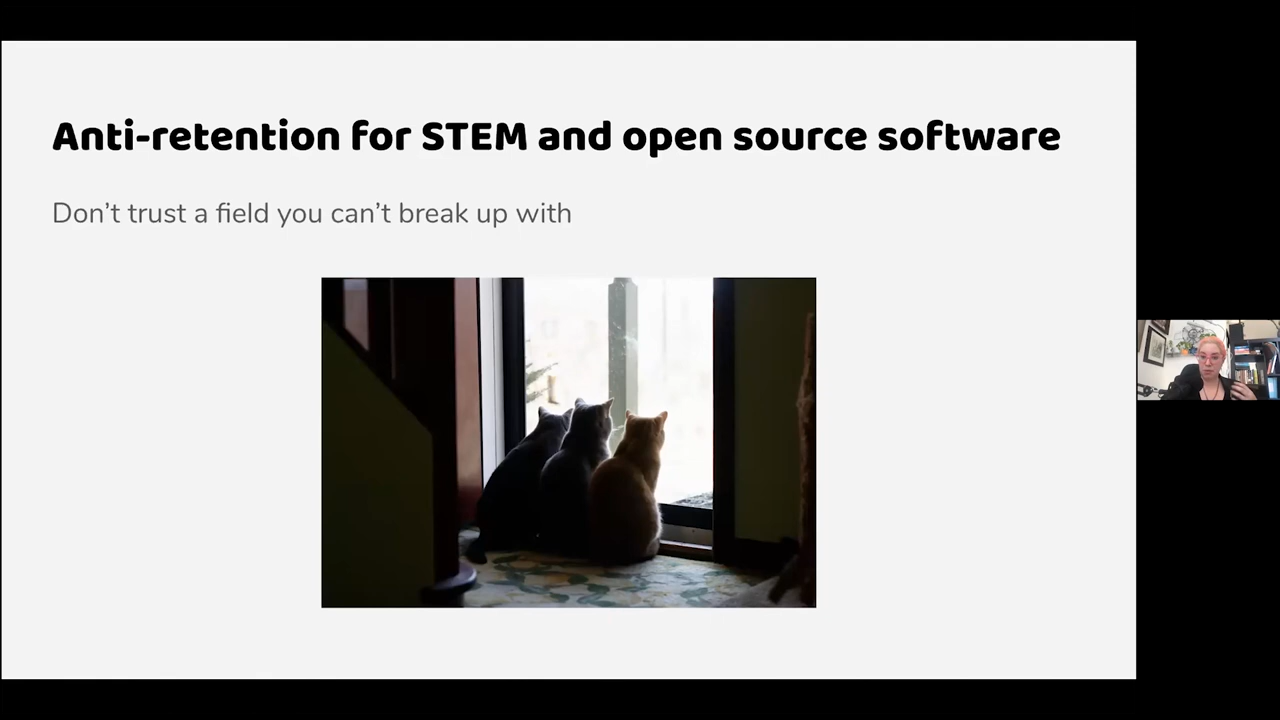 Anti-retention for STEM and open source software
Don’t trust a field you can’t break up with